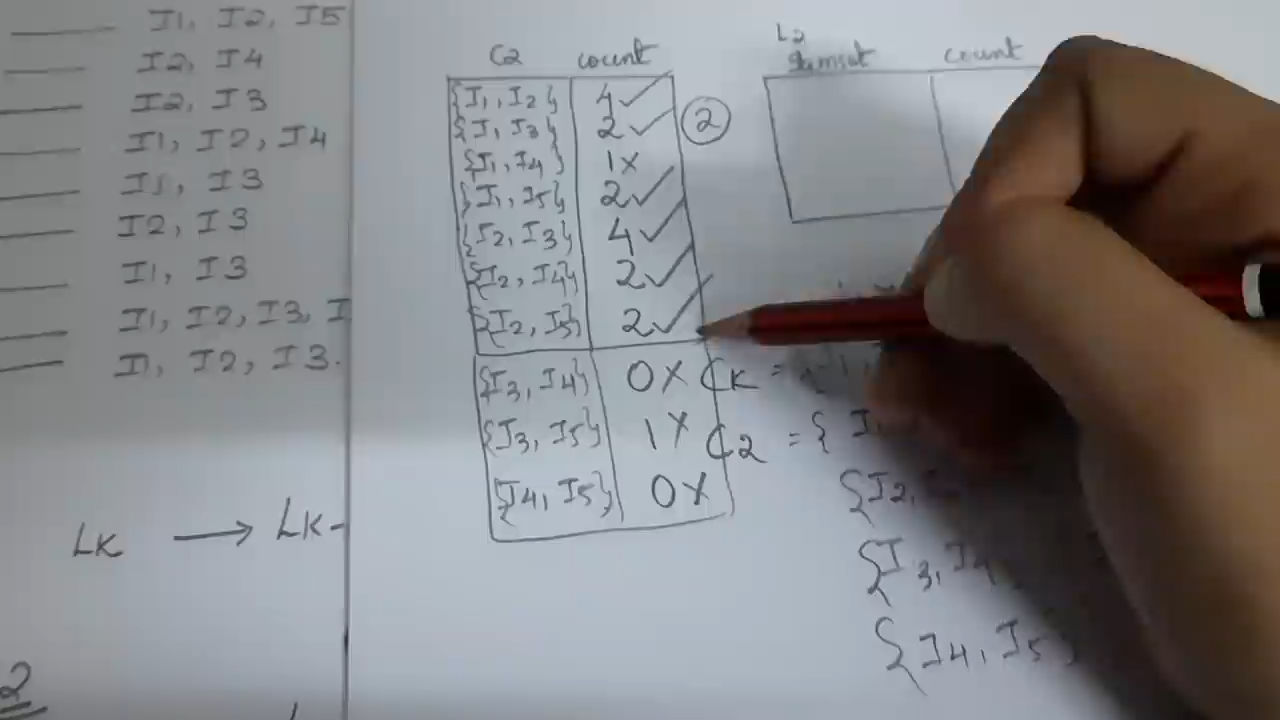 I1, I2, I5
I2, I4
I2, I3
I1, I2, I4
I1, I3
I2, I3
I1, I3
I1, I2, I3, I
I1, I2, I3.
LK → LK-
2
C2 count
{I1, I2} 4 ✓
{I1, I3} 2 ✓
{I1, I4} 1 x
{I1, I5} 2 ✓
{I2, I3} 4 ✓
{I2, I4} 2 ✓
{I2, I5} 2 ✓
{I3, I4} 0 X
{I3, I5} 1 X
{I4, I5} 0 X
2
L2
Itemset count
CK =
C2 = {I
{I2,
{I3, I4
{I4, I5}